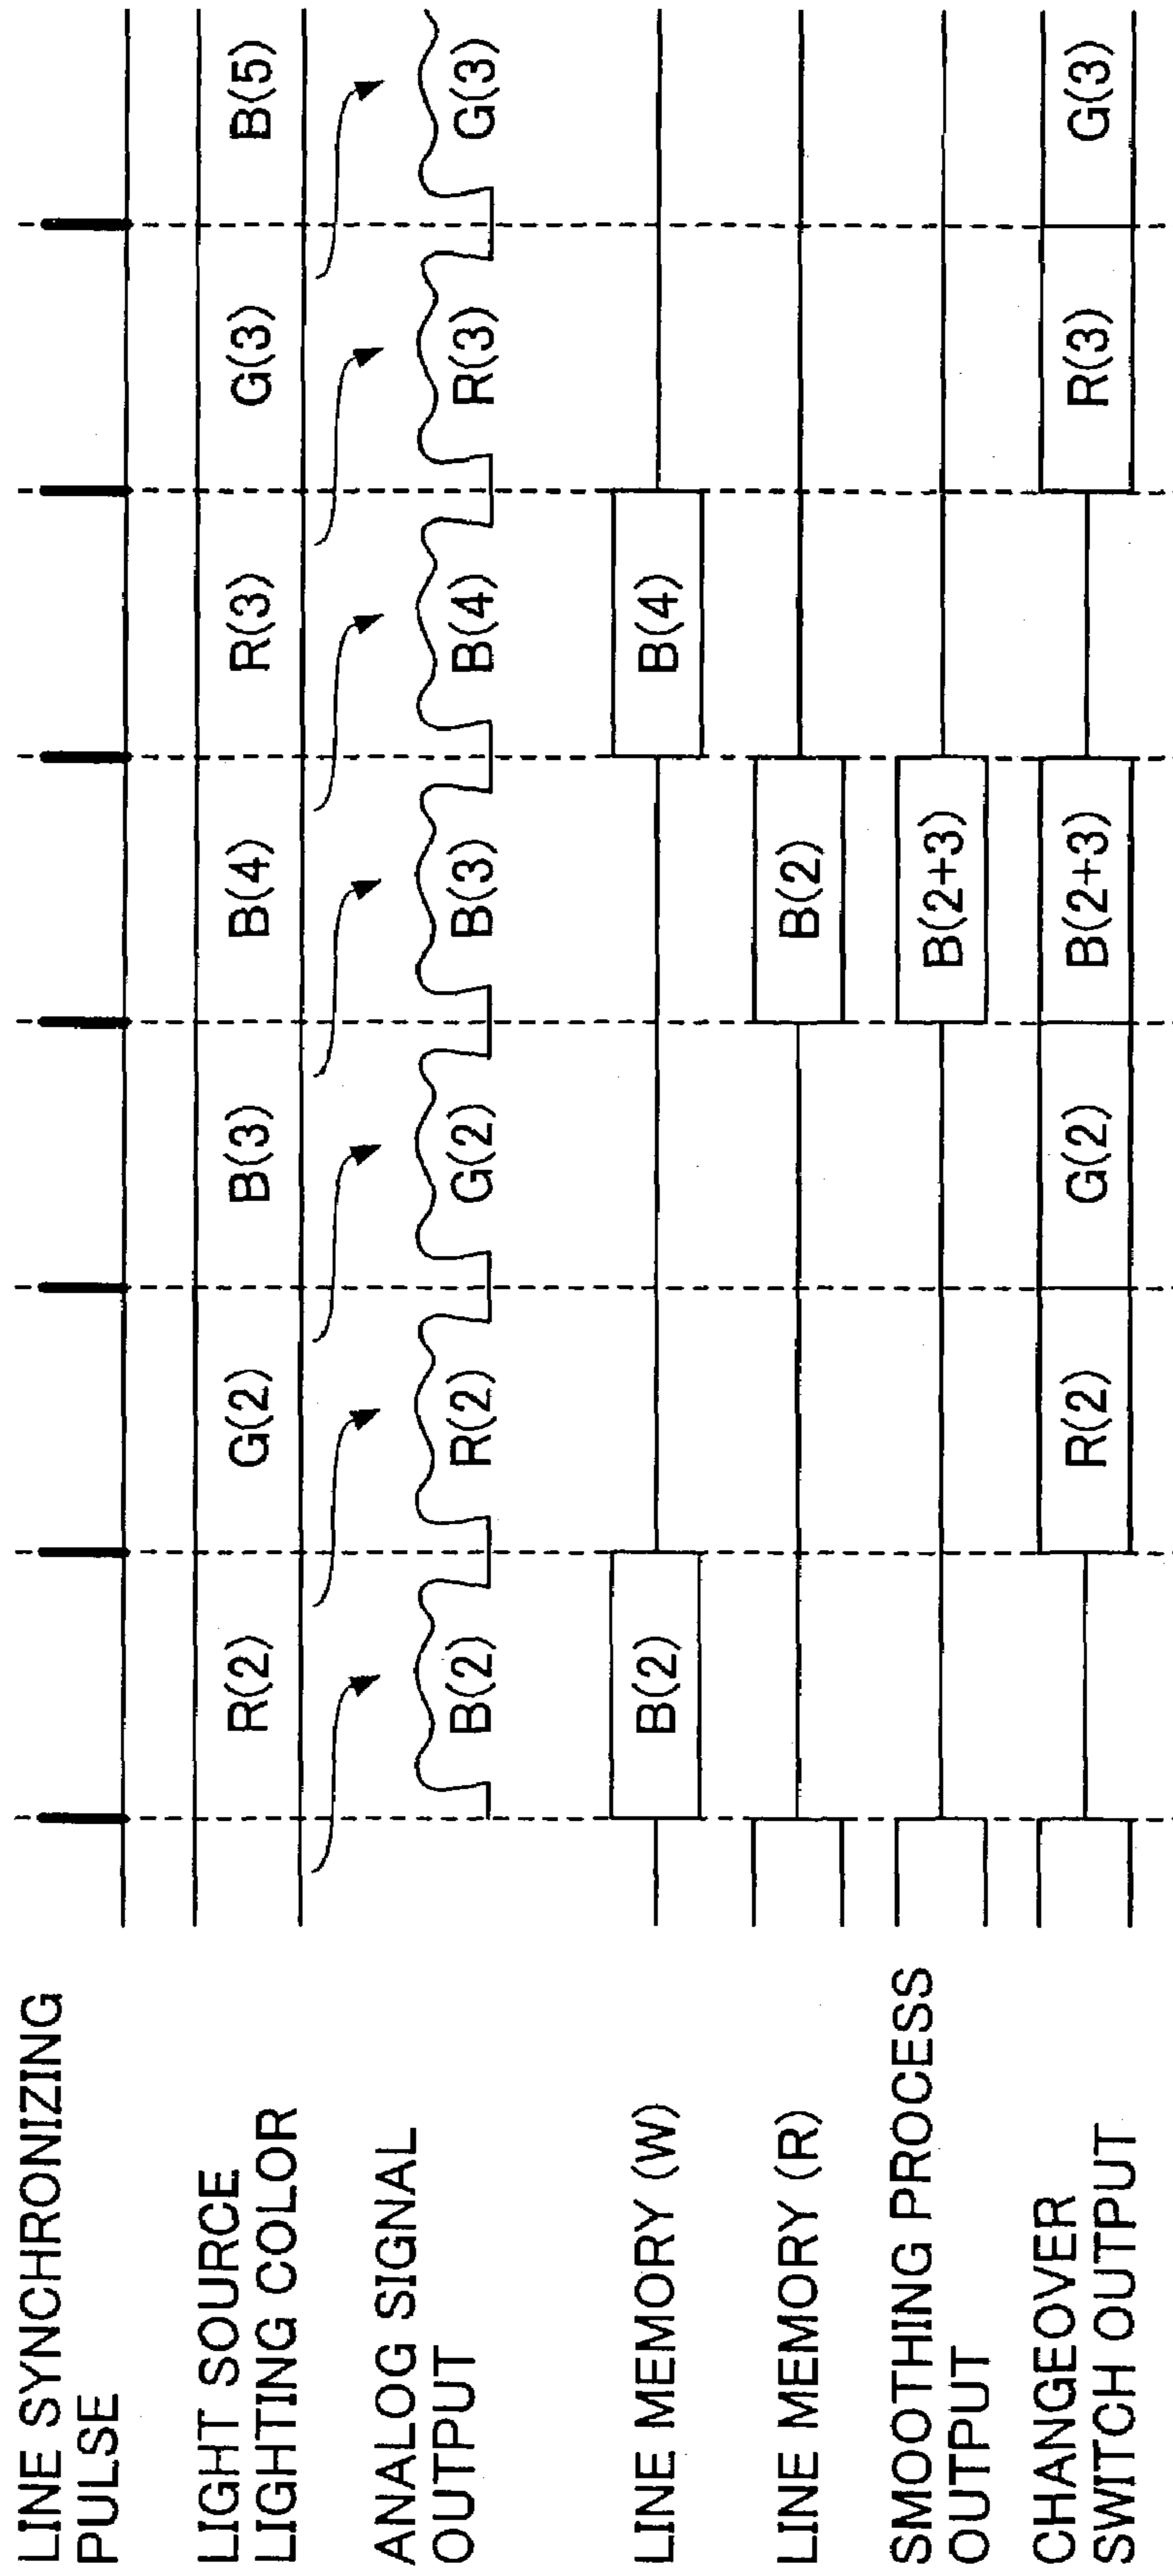 LINE SYNCHRONIZING
PULSE
LIGHT SOURCE
LIGHTING COLOR
R(2) G(2) B(3) B(4) R(3) G(3) B(5)
ANALOG SIGNAL
OUTPUT
B(2) R(2) G(2) B(3) B(4) R(3) G(3)
LINE MEMORY (W)
B(2) B(4)
LINE MEMORY (R)
B(2)
SMOOTHING PROCESS
OUTPUT
B(2+3)
CHANGEOVER
SWITCH OUTPUT
R(2) G(2) B(2+3) R(3) G(3)